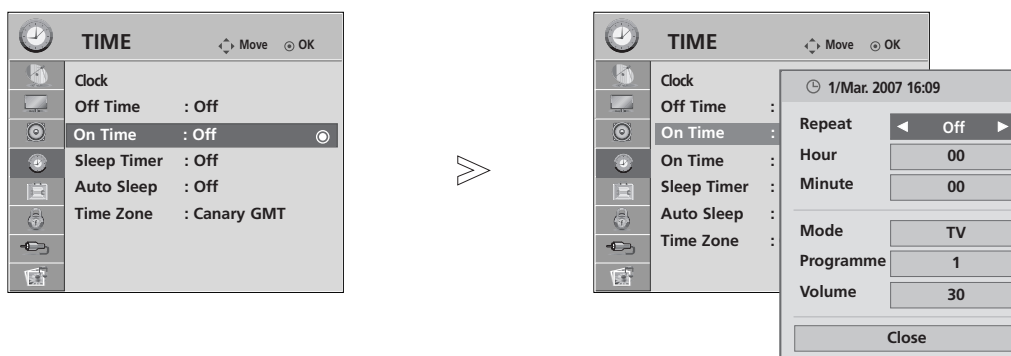 TIME Move OK
Clock
Off Time : Off
On Time : Off
Sleep Timer : Off
Auto Sleep : Off
Time Zone : Canary GMT
TIME Move OK
Clock
Off Time :
On Time :
On Time :
Sleep Timer :
Auto Sleep :
Time Zone :
1/Mar. 2007 16:09
Repeat ◀ Off ▶
Hour 00
Minute 00
Mode TV
Programme 1
Volume 30
Close